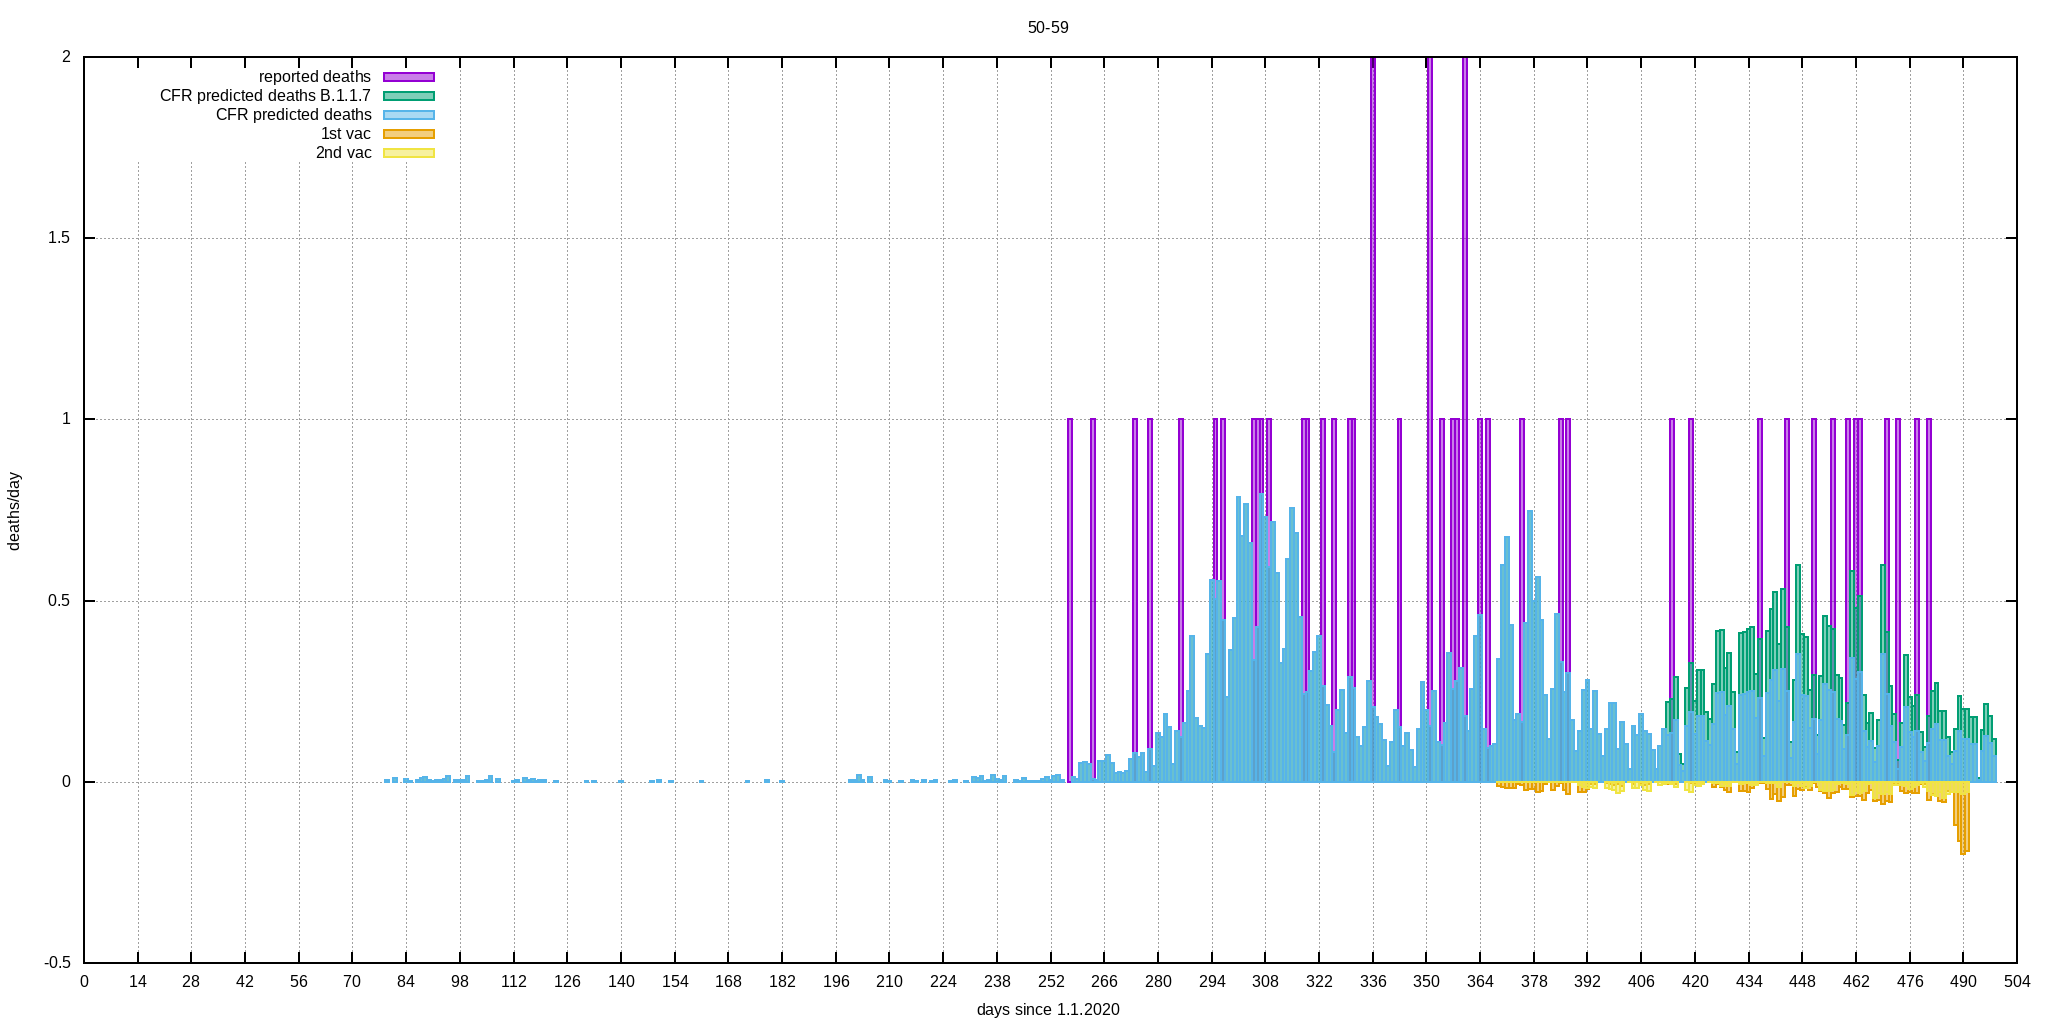 50-59
reported deaths
CFR predicted deaths B.1.1.7
CFR predicted deaths
1st vac
2nd vac
2
1.5
1
0.5
0
-0.5
deaths/day
0 14 28 42 56 70 84 98 112 126 140 154 168 182 196 210 224 238 252 266 280 294 308 322 336 350 364 378 392 406 420 434 448 462 476 490 504
days since 1.1.2020